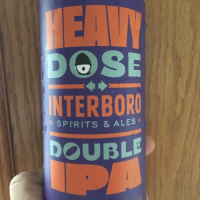 HEAVY
DOSE
INTERBORO
SPIRITS & ALES
DOUBLE
IPA